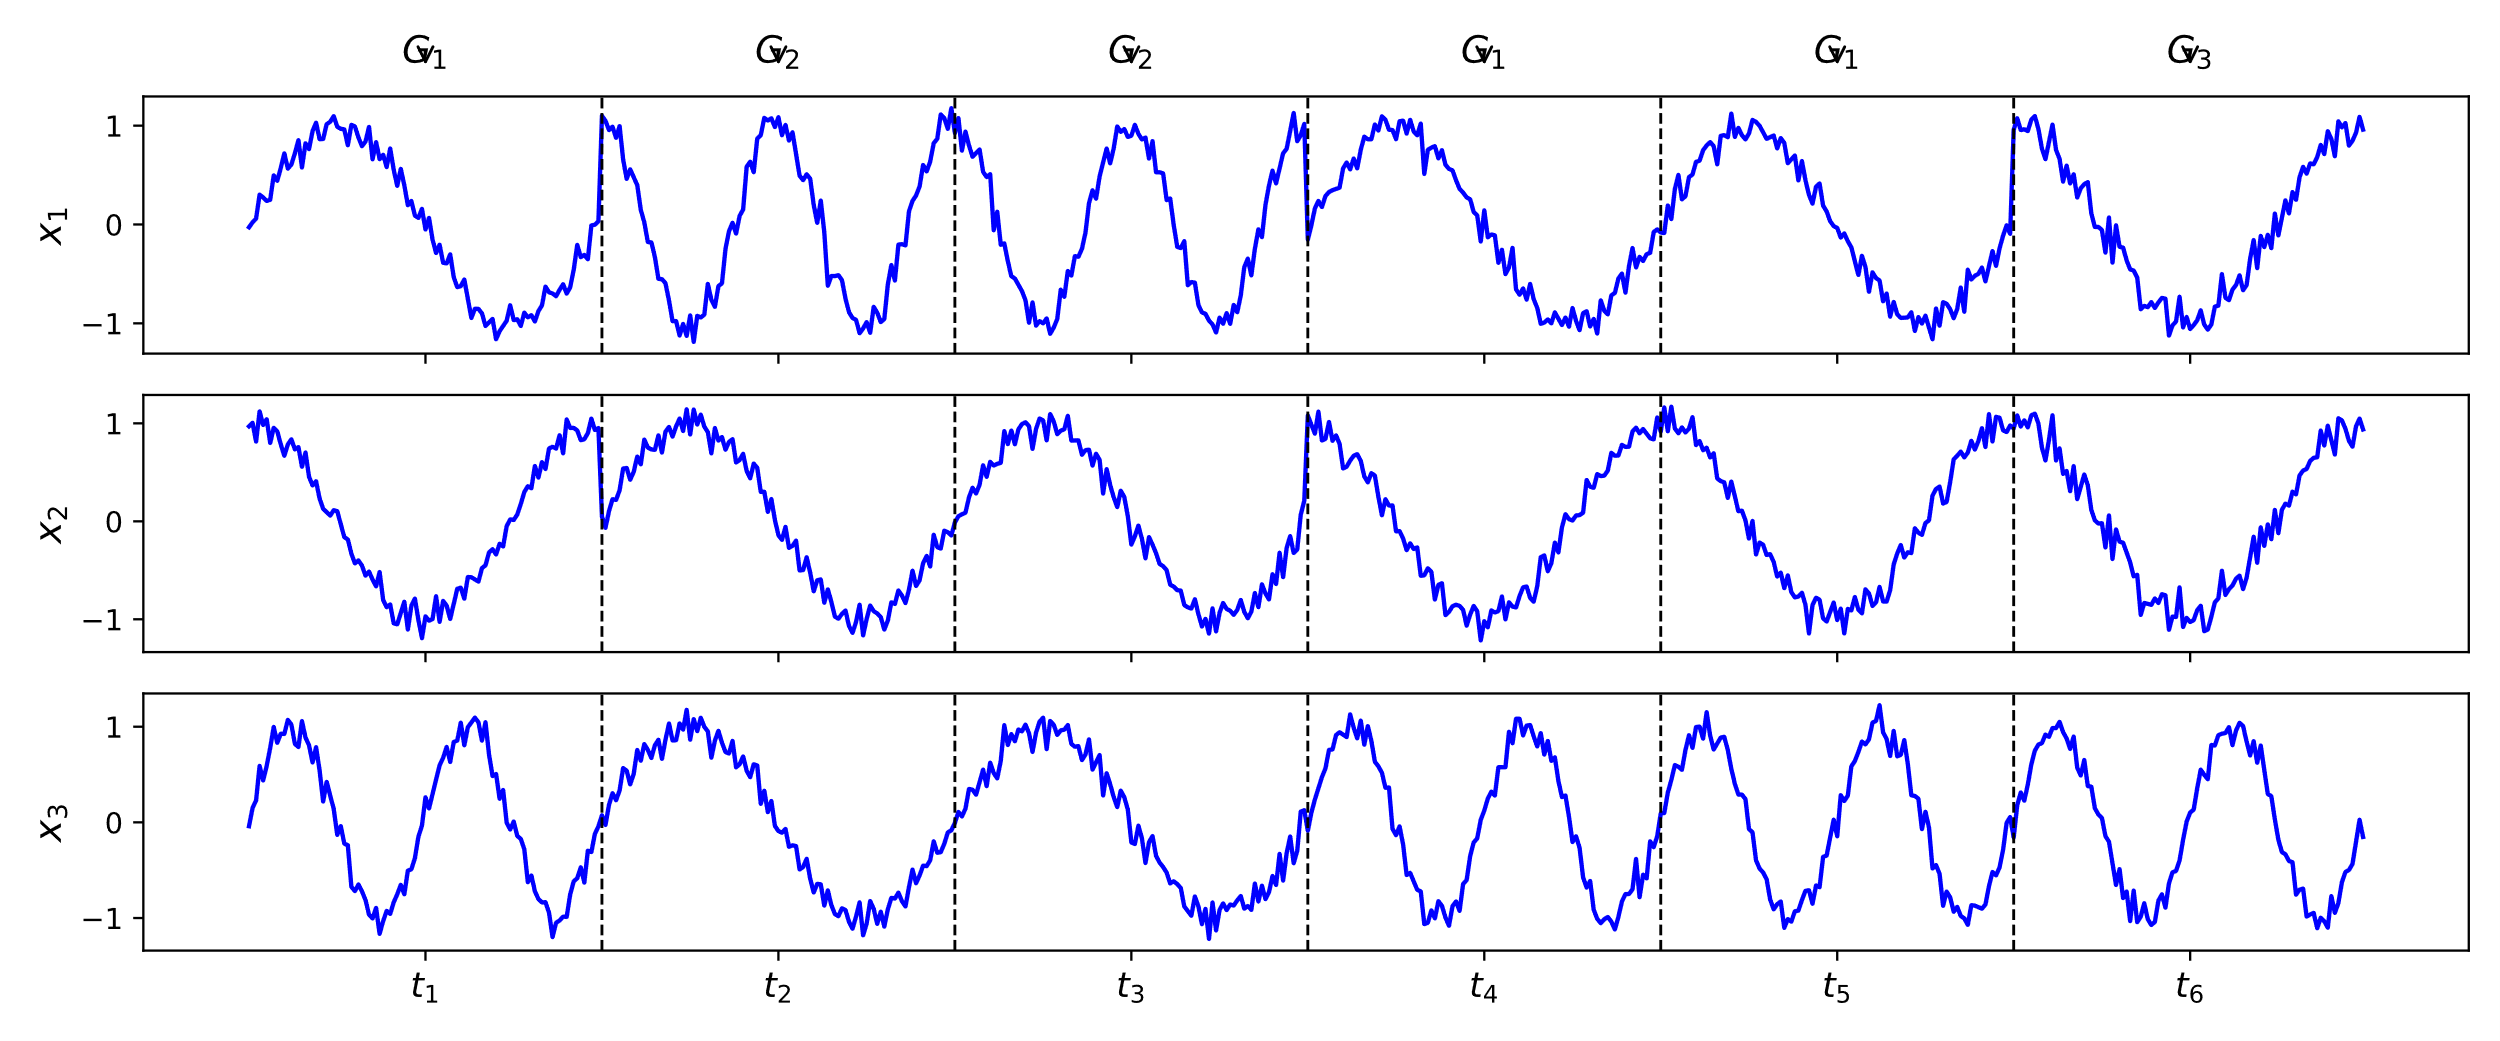 G₁ G₂ G₂ G₁ G₁ G₃
x₁ 1 0 −1
x₂ 1 0 −1
x₃ 1 0 −1
t₁ t₂ t₃ t₄ t₅ t₆